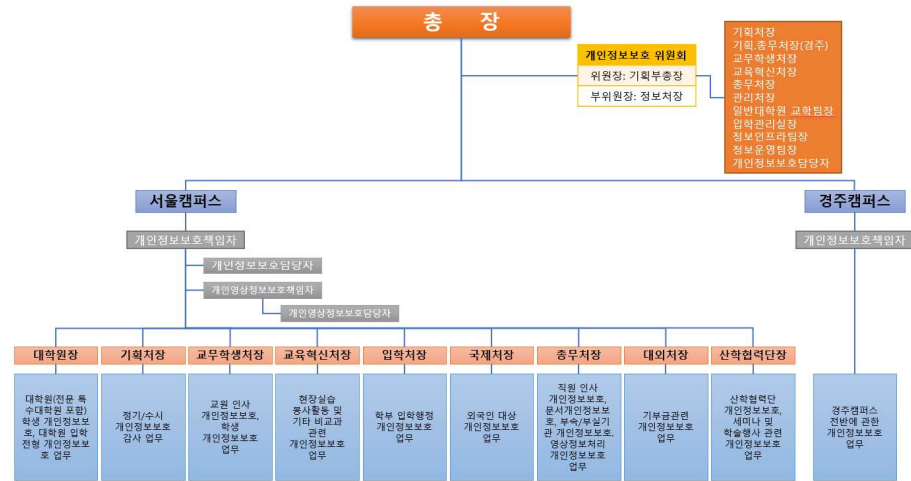 총 장
개인정보보호 위원회
위원장: 기획부총장
부위원장: 정보처장
기획처장
기획.종무처장(경주)
교무학생처장
교육혁신처장
총무처장
관리처장
일반대학원 교학팀장
입학관리실장
정보인프라팀장
정보운영팀장
개인정보보호담당자
서울캠퍼스
경주캠퍼스
개인정보보호책임자
개인정보보호책임자
개인정보보호담당자
개인영상정보보호책임자
개인영상정보보호담당자
대학원장
기획처장
교무학생처장
교육혁신처장
입학처장
국제처장
총무처장
대외처장
산학협력단장
대학원(전문 특
수대학원 포함)
학생 개인정보보
호, 대학원 입학
전형 개인정보보
호 업무
정기/수시
개인정보보호
감사 업무
교원 인사
개인정보보호,
학생
개인정보보호
업무
현장실습
봉사활동 및
기타 비교과
관련
개인정보보호
업무
학부 입학행정
개인정보보호
업무
외국인 대상
개인정보보호
업무
직원 인사
개인정보보호,
문서개인정보보
호, 부속/부설기
관 개인정보보호.
영상정보처리
개인정보보호
업무
기부금관련
개인정보보호
업무
산학협력단
개인정보보호,
세미나 및
학술행사 관련
개인정보보호
업무
경주캠퍼스
전반에 관한
개인정보보호
업무